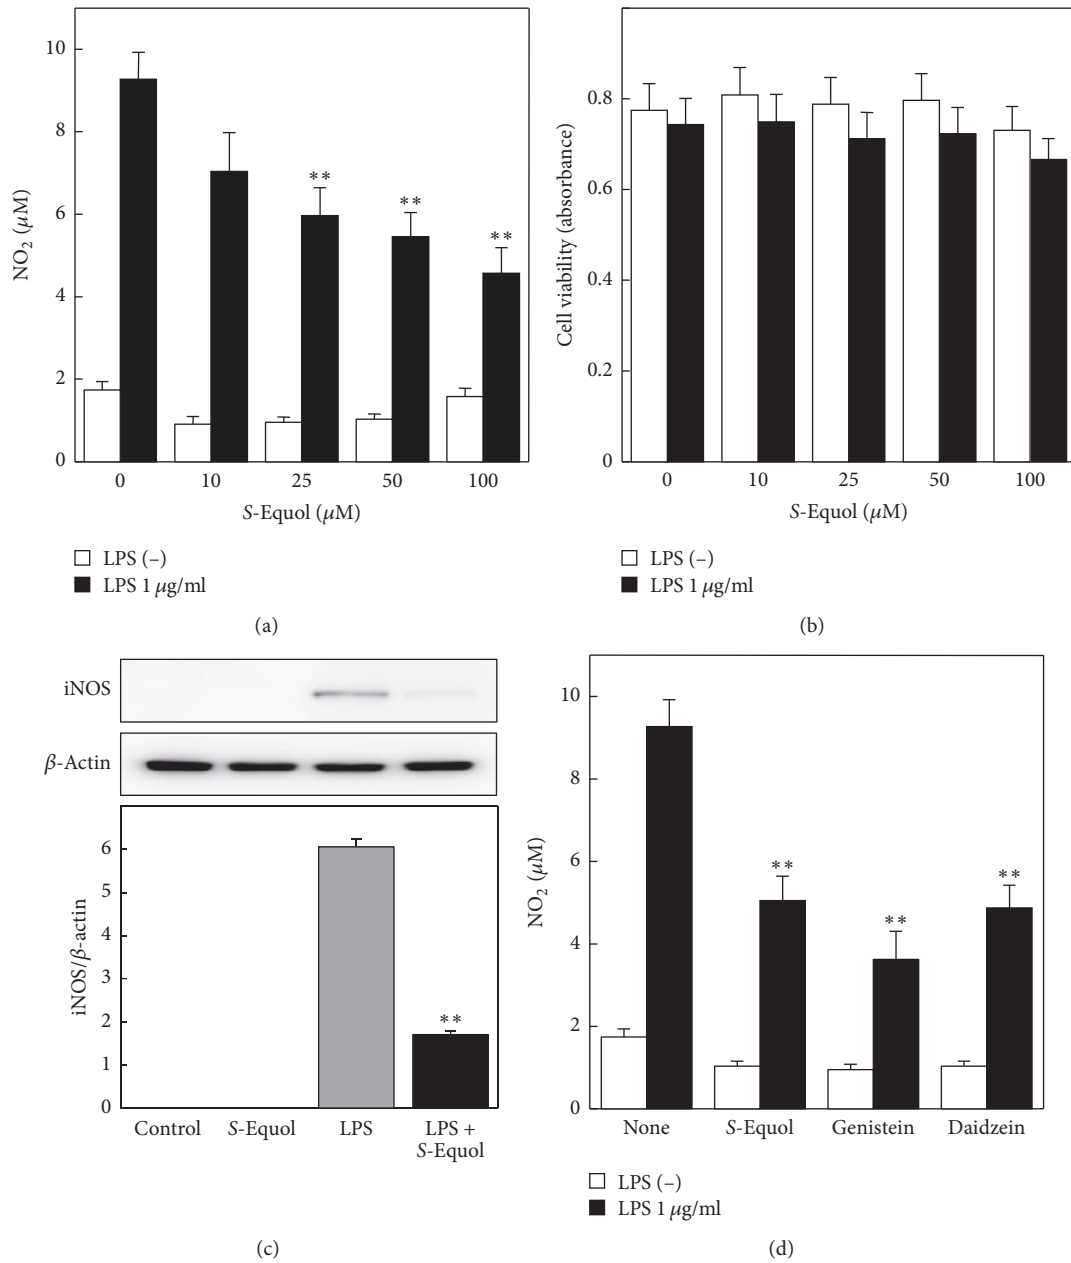 10
8
6
4
2
0
NO2 (μM)
**
**
**
0 10 25 50 100
S-Equol (μM)
LPS (–)
LPS 1 μg/ml
(a)
0.8
0.6
0.4
0.2
0
Cell viability (absorbance)
0 10 25 50 100
S-Equol (μM)
LPS (–)
LPS 1 μg/ml
(b)
iNOS
β-Actin
6
5
4
3
2
1
0
iNOS/β-actin
**
Control S-Equol LPS LPS +
S-Equol
(c)
10
8
6
4
2
0
NO2 (μM)
**
**
**
None S-Equol Genistein Daidzein
LPS (–)
LPS 1 μg/ml
(d)